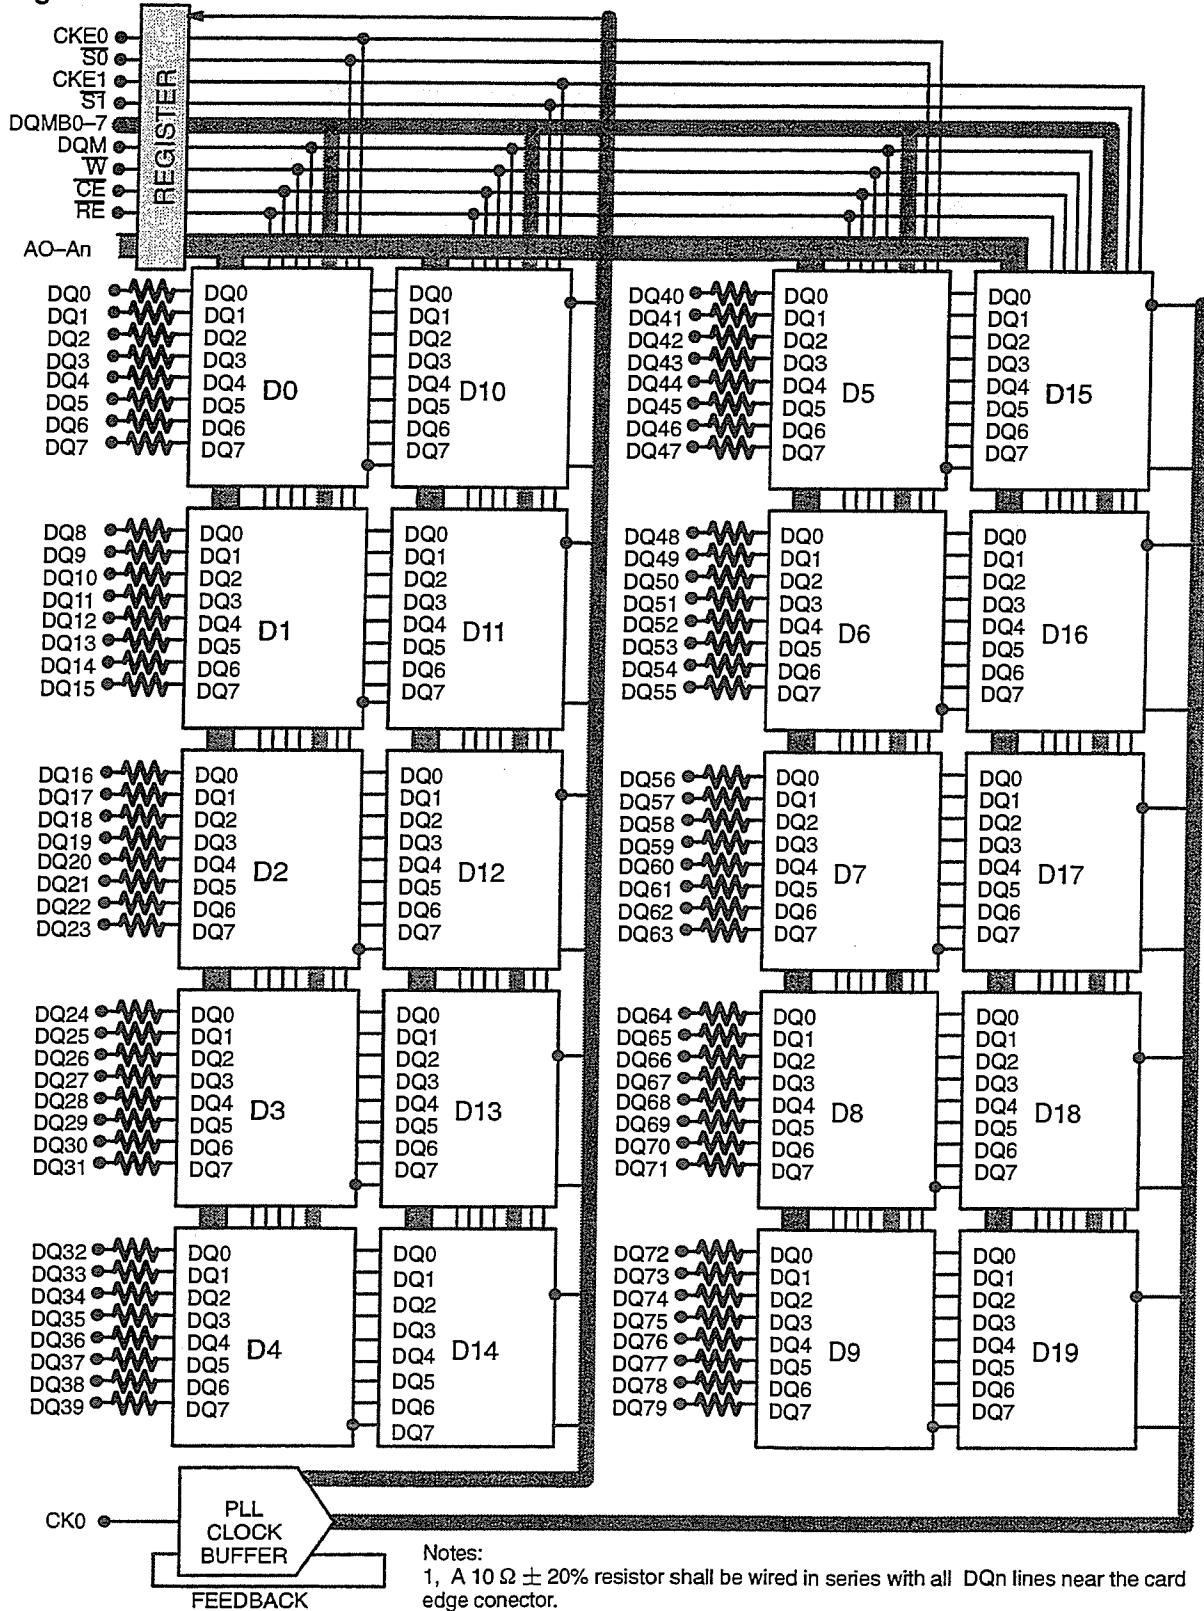 CKE0
S0
CKE1
S1
DQMB0–7
DQM
W
CE
RE
AO–An
REGISTER
DQ0
DQ1
DQ2
DQ3
DQ4
DQ5
DQ6
DQ7
DQ0
DQ1
DQ2
DQ3
DQ4
DQ5
DQ6
DQ7
D0
DQ0
DQ1
DQ2
DQ3
DQ4
DQ5
DQ6
DQ7
D10
DQ40
DQ41
DQ42
DQ43
DQ44
DQ45
DQ46
DQ47
DQ0
DQ1
DQ2
DQ3
DQ4
DQ5
DQ6
DQ7
D5
DQ0
DQ1
DQ2
DQ3
DQ4
DQ5
DQ6
DQ7
D15
DQ8
DQ9
DQ10
DQ11
DQ12
DQ13
DQ14
DQ15
DQ0
DQ1
DQ2
DQ3
DQ4
DQ5
DQ6
DQ7
D1
DQ0
DQ1
DQ2
DQ3
DQ4
DQ5
DQ6
DQ7
D11
DQ48
DQ49
DQ50
DQ51
DQ52
DQ53
DQ54
DQ55
DQ0
DQ1
DQ2
DQ3
DQ4
DQ5
DQ6
DQ7
D6
DQ0
DQ1
DQ2
DQ3
DQ4
DQ5
DQ6
DQ7
D16
DQ16
DQ17
DQ18
DQ19
DQ20
DQ21
DQ22
DQ23
DQ0
DQ1
DQ2
DQ3
DQ4
DQ5
DQ6
DQ7
D2
DQ0
DQ1
DQ2
DQ3
DQ4
DQ5
DQ6
DQ7
D12
DQ56
DQ57
DQ58
DQ59
DQ60
DQ61
DQ62
DQ63
DQ0
DQ1
DQ2
DQ3
DQ4
DQ5
DQ6
DQ7
D7
DQ0
DQ1
DQ2
DQ3
DQ4
DQ5
DQ6
DQ7
D17
DQ24
DQ25
DQ26
DQ27
DQ28
DQ29
DQ30
DQ31
DQ0
DQ1
DQ2
DQ3
DQ4
DQ5
DQ6
DQ7
D3
DQ0
DQ1
DQ2
DQ3
DQ4
DQ5
DQ6
DQ7
D13
DQ64
DQ65
DQ66
DQ67
DQ68
DQ69
DQ70
DQ71
DQ0
DQ1
DQ2
DQ3
DQ4
DQ5
DQ6
DQ7
D8
DQ0
DQ1
DQ2
DQ3
DQ4
DQ5
DQ6
DQ7
D18
DQ32
DQ33
DQ34
DQ35
DQ36
DQ37
DQ38
DQ39
DQ0
DQ1
DQ2
DQ3
DQ4
DQ5
DQ6
DQ7
D4
DQ0
DQ1
DQ2
DQ3
DQ4
DQ5
DQ6
DQ7
D14
DQ72
DQ73
DQ74
DQ75
DQ76
DQ77
DQ78
DQ79
DQ0
DQ1
DQ2
DQ3
DQ4
DQ5
DQ6
DQ7
D9
DQ0
DQ1
DQ2
DQ3
DQ4
DQ5
DQ6
DQ7
D19
CK0
PLL
CLOCK
BUFFER
FEEDBACK
Notes:
1, A 10 Ω ± 20% resistor shall be wired in series with all DQn lines near the card
edge conector.